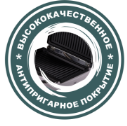 ВЫСОКОКАЧЕСТВЕННОЕ
АНТИПРИГАРНОЕ ПОКРЫТИЕ